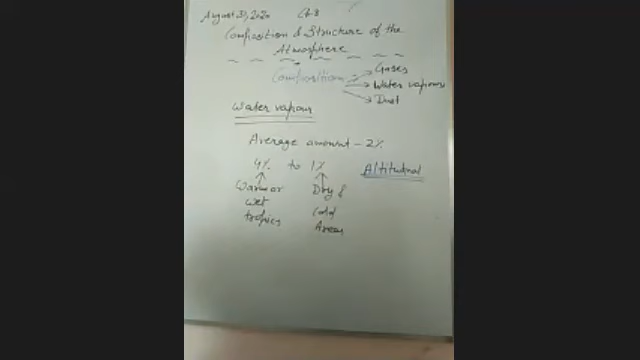 August 31, 2020 Ch-8
Composition & Structure of the
Atmosphere
Composition
Gases
Water vapour
Dust
Water vapour
Average amount - 2%
4% to 1%
Altitudinal
Warm or
wet
tropics
Dry &
Cold
Areas